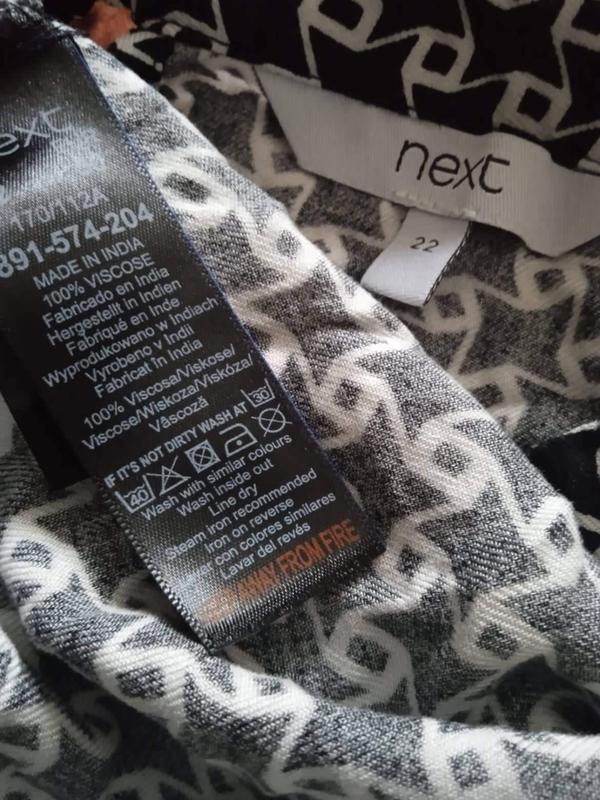 next
22
ext
170/112A
891-574-204
MADE IN INDIA
100% VISCOSE
Fabricado en India
Hergestellt in Indien
Fabriqué en Inde
Wyprodukowano w Indiach
Vyrobeno v Indii
Fabricat în India
100% Viscosa/Viskose/
Viscose/Wiskoza/Viskóza/
Vâscoză
IF IT'S NOT DIRTY WASH AT 30
40
Wash with similar colours
Wash inside out
Line dry
Steam iron recommended
Iron on reverse
con colores similares
Lavar del revés
AWAY FROM FIRE